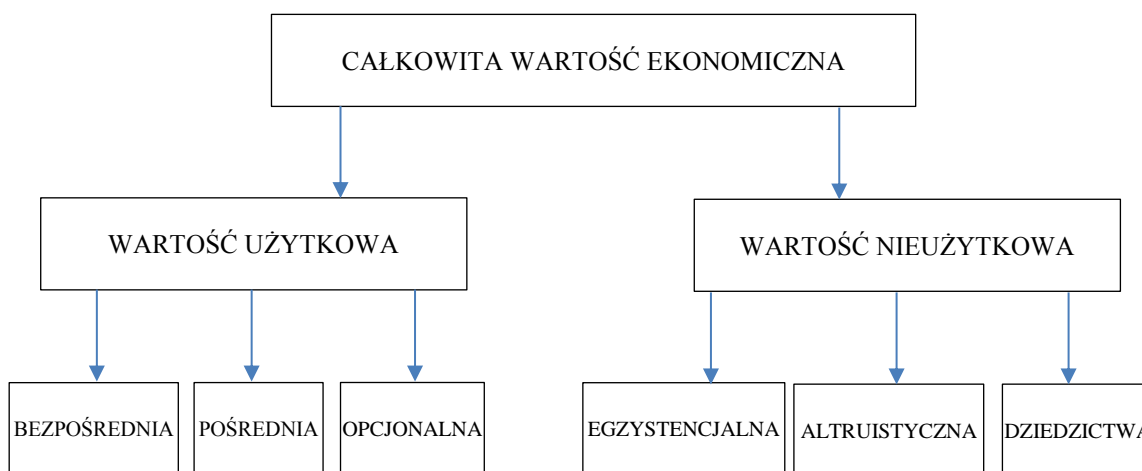 CAŁKOWITA WARTOŚĆ EKONOMICZNA
WARTOŚĆ UŻYTKOWA
WARTOŚĆ NIEUŻYTKOWA
BEZPOŚREDNIA
POŚREDNIA
OPCJONALNA
EGZYSTENCJALNA
ALTRUISTYCZNA
DZIEDZICTWA